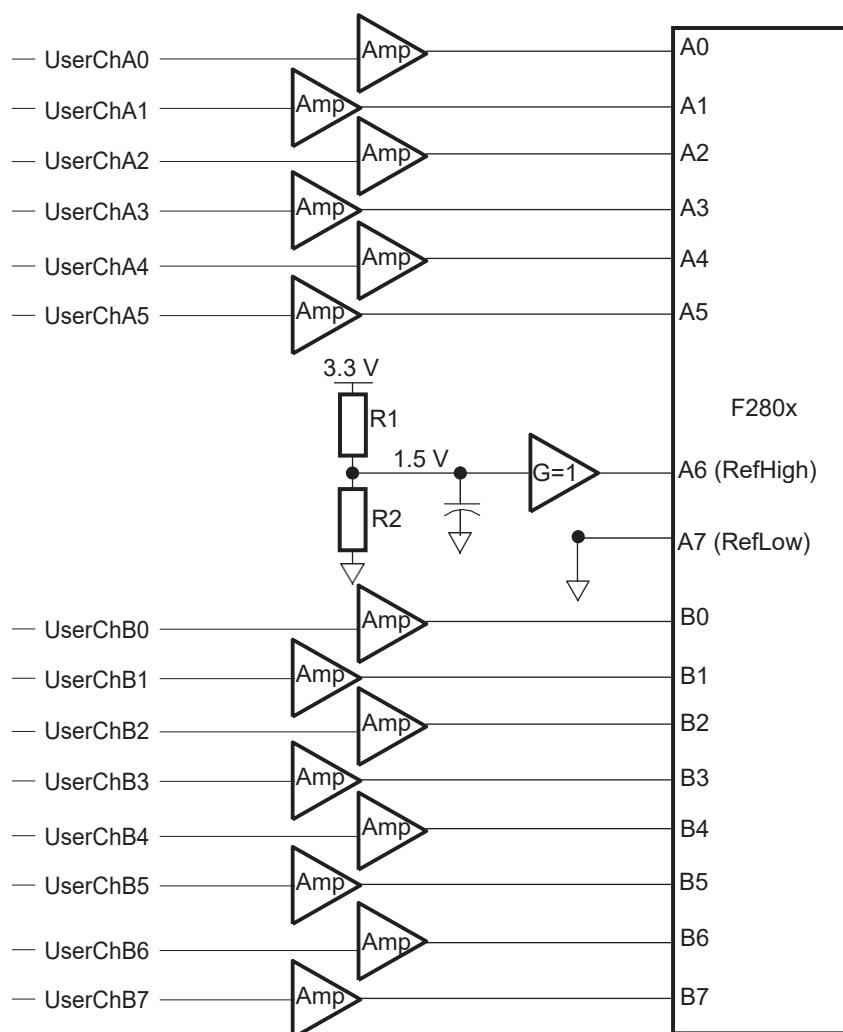 UserChA0 Amp A0
UserChA1 Amp A1
UserChA2 Amp A2
UserChA3 Amp A3
UserChA4 Amp A4
UserChA5 Amp A5
3.3 V
R1
F280x
1.5 V G=1 A6 (RefHigh)
R2
A7 (RefLow)
UserChB0 Amp B0
UserChB1 Amp B1
UserChB2 Amp B2
UserChB3 Amp B3
UserChB4 Amp B4
UserChB5 Amp B5
UserChB6 Amp B6
UserChB7 Amp B7